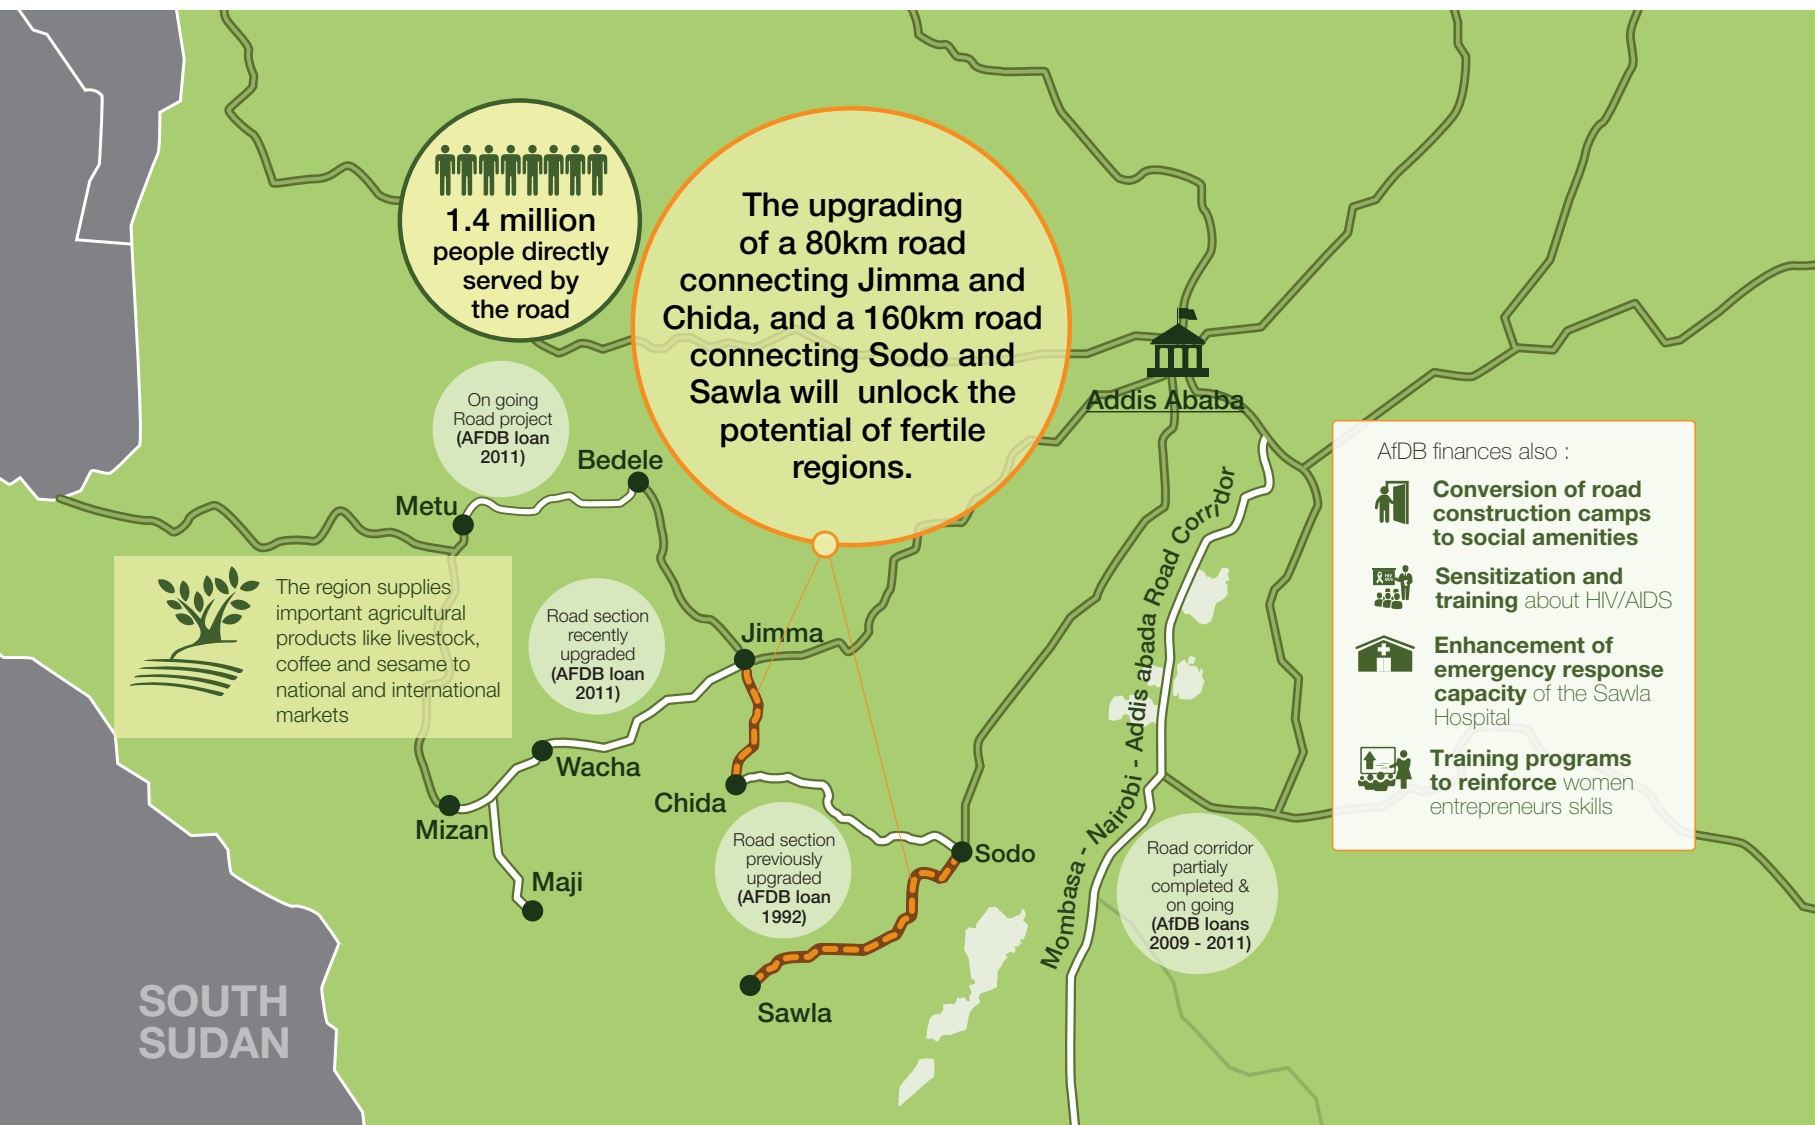 1.4 million
people directly
served by
the road
The upgrading
of a 80km road
connecting Jimma and
Chida, and a 160km road
connecting Sodo and
Sawla will unlock the
potential of fertile
regions.
Addis Ababa
On going
Road project
(AFDB loan
2011)
Bedele
Metu
The region supplies
important agricultural
products like livestock,
coffee and sesame to
national and international
markets
Road section
recently
upgraded
(AFDB loan
2011)
Jimma
Wacha
Chida
Mizan
Maji
Road section
previously
upgraded
(AFDB loan
1992)
Sodo
Sawla
Mombasa - Nairobi - Addis abada Road Corridor
Road corridor
partialy
completed &
on going
(AfDB loans
2009 - 2011)
AfDB finances also :
Conversion of road
construction camps
to social amenities
Sensitization and
training about HIV/AIDS
Enhancement of
emergency response
capacity of the Sawla
Hospital
Training programs
to reinforce women
entrepreneurs skills
SOUTH
SUDAN